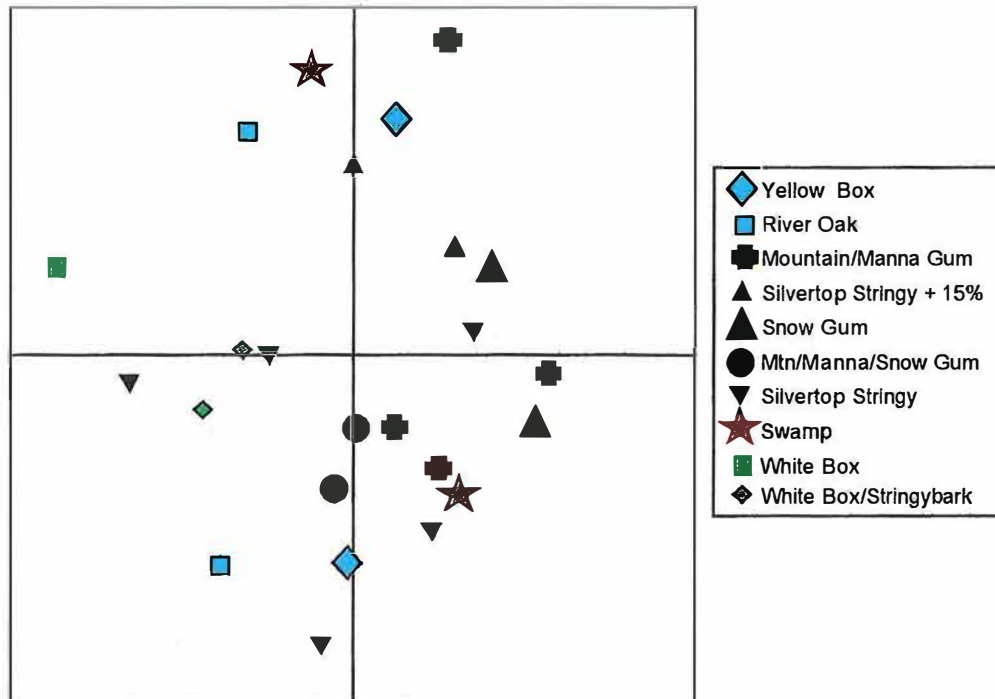 Yellow Box
River Oak
Mountain/Manna Gum
Silvertop Stringy + 15%
Snow Gum
Mtn/Manna/Snow Gum
Silvertop Stringy
Swamp
White Box
White Box/Stringybark